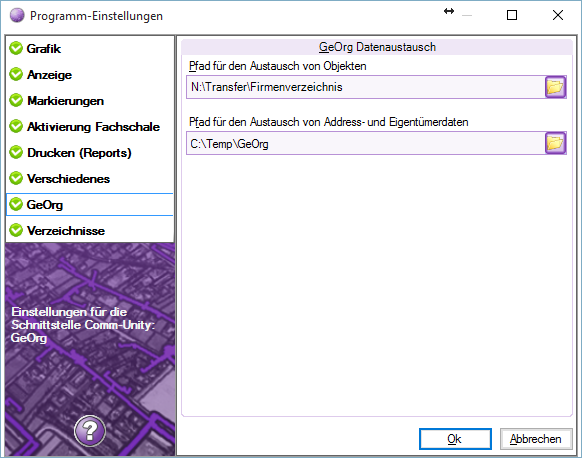 Programm-Einstellungen
Grafik
Anzeige
Markierungen
Aktivierung Fachschale
Drucken (Reports)
Verschiedenes
GeOrg
Verzeichnisse
Einstellungen für die
Schnittstelle Comm-Unity:
GeOrg
?
GeOrg Datenaustausch
Pfad für den Austausch von Objekten
N:\Transfer\Firmenverzeichnis
Pfad für den Austausch von Address- und Eigentümerdaten
C:\Temp\GeOrg
Ok
Abbrechen